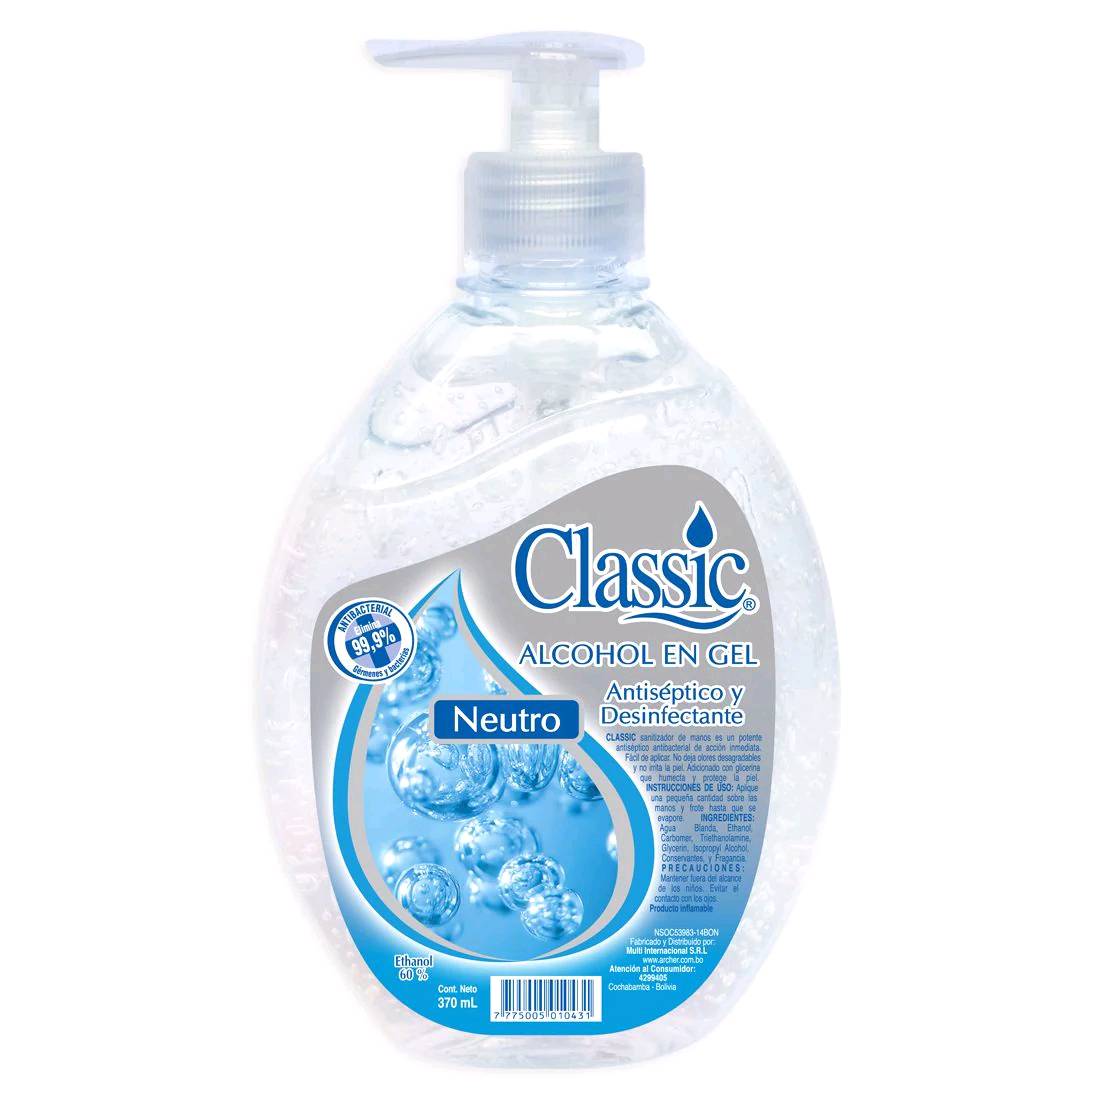 Classic®
ALCOHOL EN GEL
ANTIBACTERIAL
Elimina
99,9%
Gérmenes y bacterias
Neutro
Antiséptico y
Desinfectante
CLASSIC sanitizador de manos es un potente
antiséptico antibacterial de acción inmediata.
Fácil de aplicar. No deja olores desagradables
y no irrita la piel. Adicionado con glicerina
que humecta y protege la piel.
INSTRUCCIONES DE USO: Aplique
una pequeña cantidad sobre las
manos y frote hasta que se
evapore. INGREDIENTES:
Agua Blanda, Ethanol,
Carbomer, Triethanolamine,
Glycerin, Isopropyl Alcohol,
Conservantes, y Fragancia.
PRECAUCIONES:
Mantener fuera del alcance
de los niños. Evitar el
contacto con los ojos.
Producto inflamable
NSOC53983-14BON
Fabricado y Distribuido por:
Multi Internacional S.R.L
www.archer.com.bo
Atención al Consumidor:
4299405
Cochabamba - Bolivia
Ethanol
60 %
Cont. Neto
370 mL
7 775005 010431